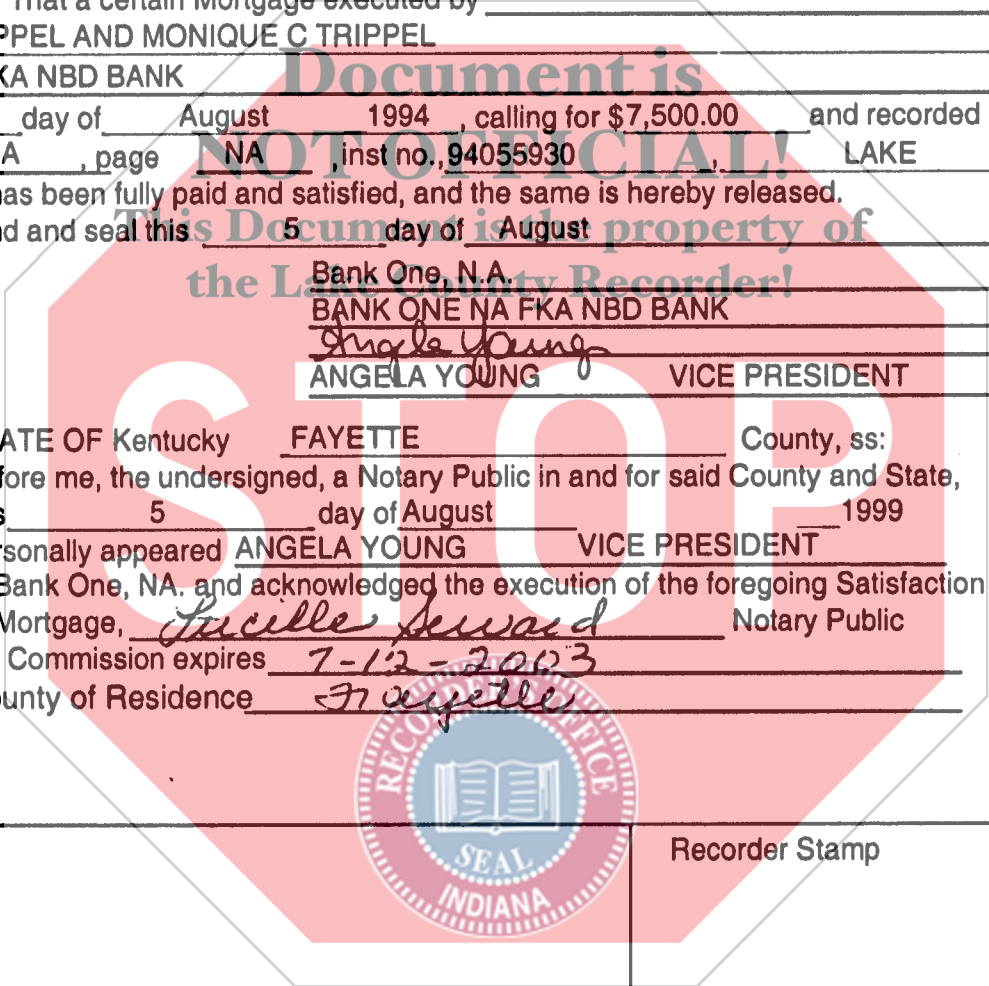 That a certain Mortgage executed by
PPEL AND MONIQUE C TRIPPEL
KA NBD BANK
Document is
day of August 1994 , calling for $7,500.00 and recorded
NOT OFFICIAL!
A , page NA ,inst no.,94055930 , LAKE
as been fully paid and satisfied, and the same is hereby released.
This Document is the property of
d and seal this 5 day of August
the Lake County Recorder!
Bank One, N.A.
BANK ONE NA FKA NBD BANK
Angela Young
ANGELA YOUNG VICE PRESIDENT
STOP
ATE OF Kentucky FAYETTE County, ss:
fore me, the undersigned, a Notary Public in and for said County and State,
s 5 day of August 1999
rsonally appeared ANGELA YOUNG VICE PRESIDENT
Bank One, NA. and acknowledged the execution of the foregoing Satisfaction
Mortgage, Lucille Seward Notary Public
Commission expires 7-12-2003
unty of Residence Fayette
RECORDER'S OFFICE
SEAL
INDIANA
Recorder Stamp